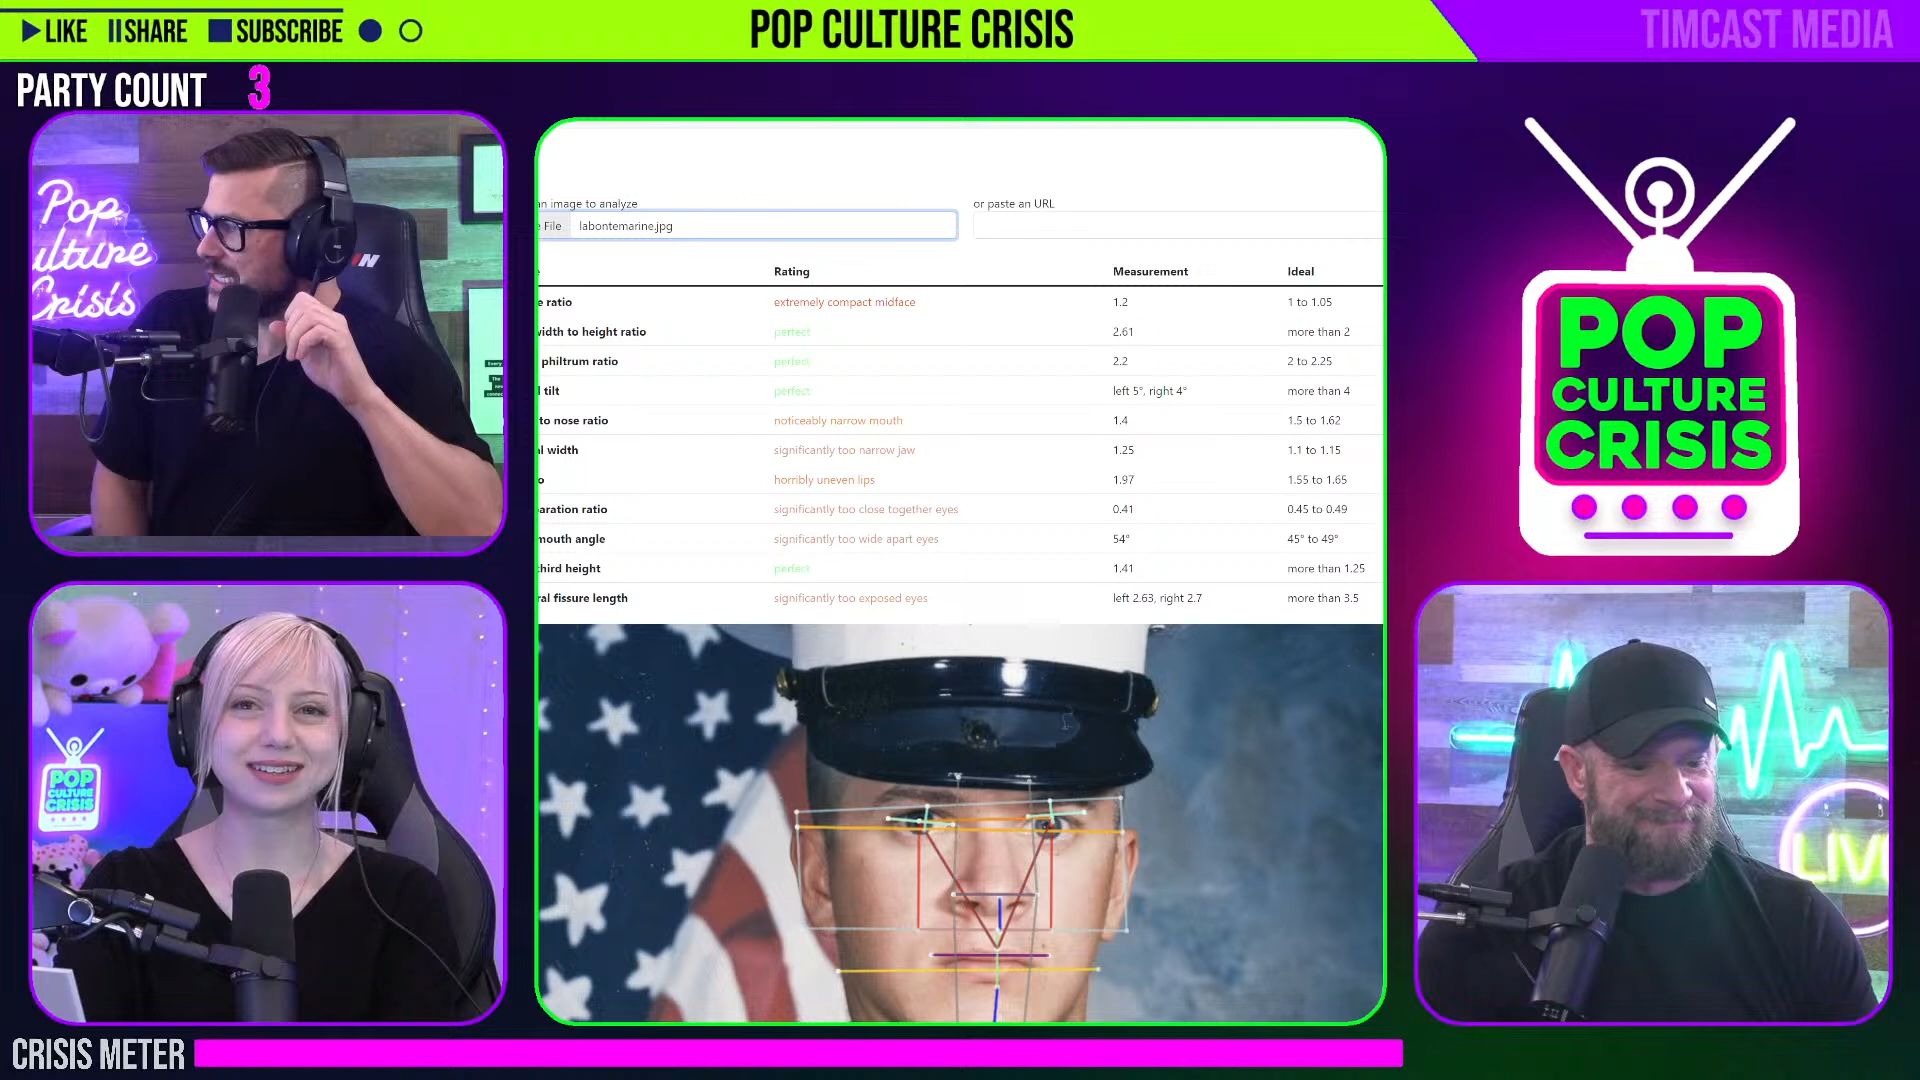 LIKE SHARE SUBSCRIBE
POP CULTURE CRISIS
TIMCAST MEDIA
PARTY COUNT 3
Pop
ulture
Crisis
an image to analyze
or paste an URL
File labontemarine.jpg
Rating Measurement Ideal
ratio extremely compact midface 1.2 1 to 1.05
width to height ratio perfect 2.61 more than 2
philtrum ratio perfect 2.2 2 to 2.25
tilt perfect left 5°, right 4° more than 4
to nose ratio noticeably narrow mouth 1.4 1.5 to 1.62
width significantly too narrow jaw 1.25 1.1 to 1.15
o horribly uneven lips 1.97 1.55 to 1.65
aration ratio significantly too close together eyes 0.41 0.45 to 0.49
mouth angle significantly too wide apart eyes 54° 45° to 49°
third height perfect 1.41 more than 1.25
ral fissure length significantly too exposed eyes left 2.63, right 2.7 more than 3.5
POP
CULTURE
CRISIS
POP
CULTURE
CRISIS
LIV
CRISIS METER